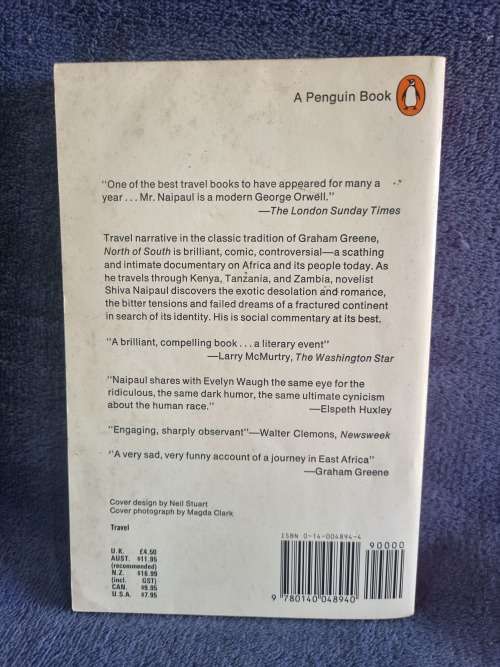 A Penguin Book
"One of the best travel books to have appeared for many a
year . . . Mr. Naipaul is a modern George Orwell."
—The London Sunday Times
Travel narrative in the classic tradition of Graham Greene,
North of South is brilliant, comic, controversial—a scathing
and intimate documentary on Africa and its people today. As
he travels through Kenya, Tanzania, and Zambia, novelist
Shiva Naipaul discovers the exotic desolation and romance,
the bitter tensions and failed dreams of a fractured continent
in search of its identity. His is social commentary at its best.
"A brilliant, compelling book . . . a literary event"
—Larry McMurtry, The Washington Star
"Naipaul shares with Evelyn Waugh the same eye for the
ridiculous, the same dark humor, the same ultimate cynicism
about the human race." —Elspeth Huxley
"Engaging, sharply observant"—Walter Clemons, Newsweek
"A very sad, very funny account of a journey in East Africa"
—Graham Greene
Cover design by Neil Stuart
Cover photograph by Magda Clark
Travel
U.K. £4.50
AUST. $11.95
(recommended)
N.Z. $16.99
(incl. GST)
CAN. $9.95
U.S.A. $7.95
ISBN 0-14-004894-4
90000
9 780140 048940